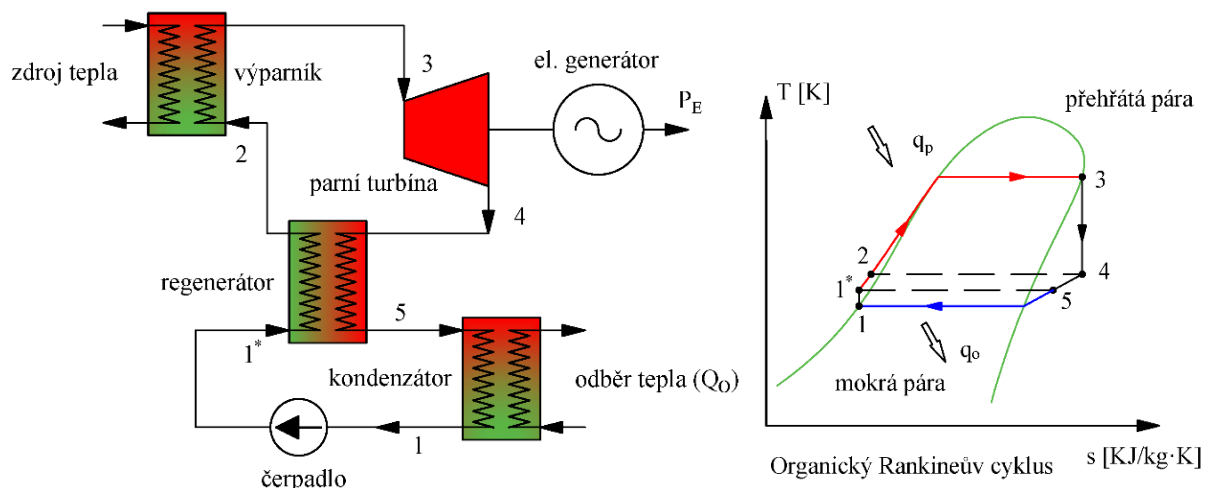 zdroj tepla
výparník
3
el. generátor
P_E
2
parní turbína
4
regenerátor
5
1*
kondenzátor
odběr tepla (Q_O)
1
čerpadlo
T [K]
přehřátá pára
q_p
3
2
4
1*
5
1
q_o
mokrá pára
s [KJ/kg·K]
Organický Rankineův cyklus